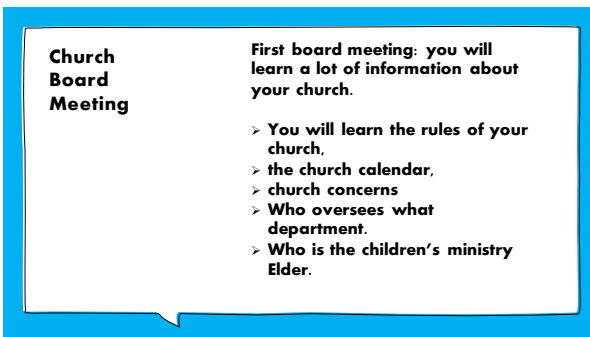 Church
Board
Meeting
First board meeting: you will
learn a lot of information about
your church.
➢ You will learn the rules of your
church,
➢ the church calendar,
➢ church concerns
➢ Who oversees what
department.
➢ Who is the children's ministry
Elder.